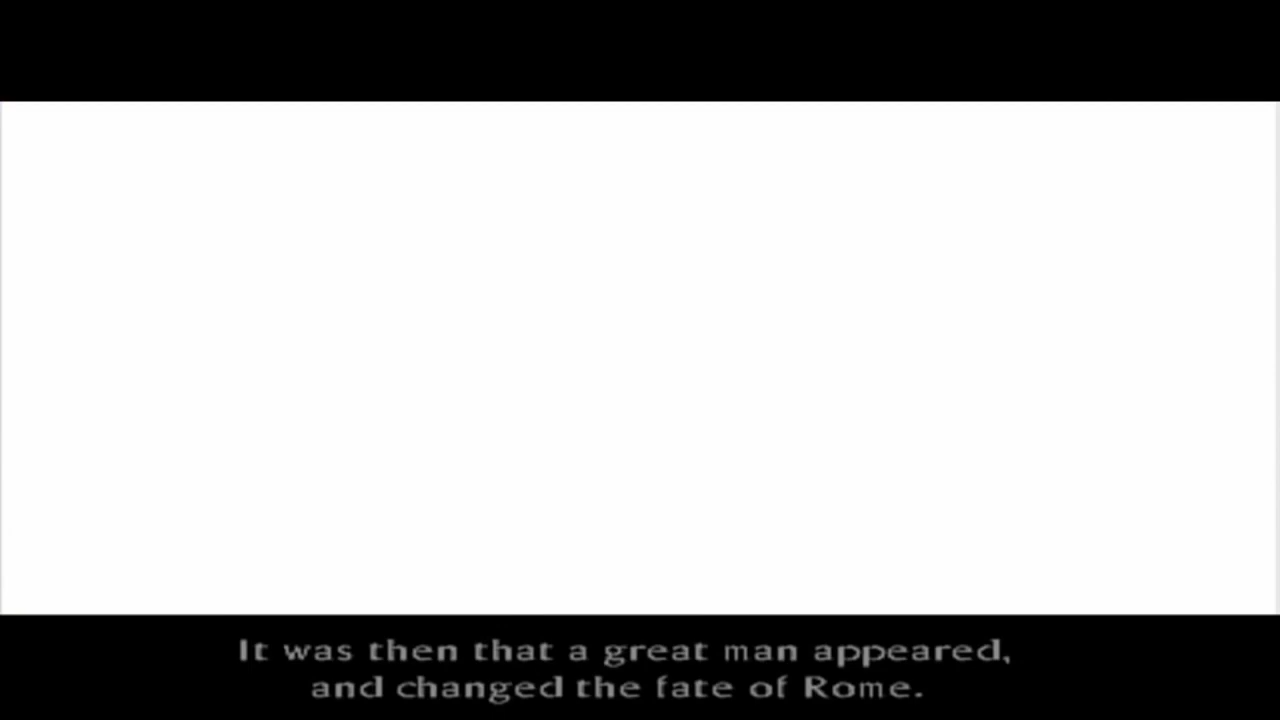 It was then that a great man appeared,
and changed the fate of Rome.